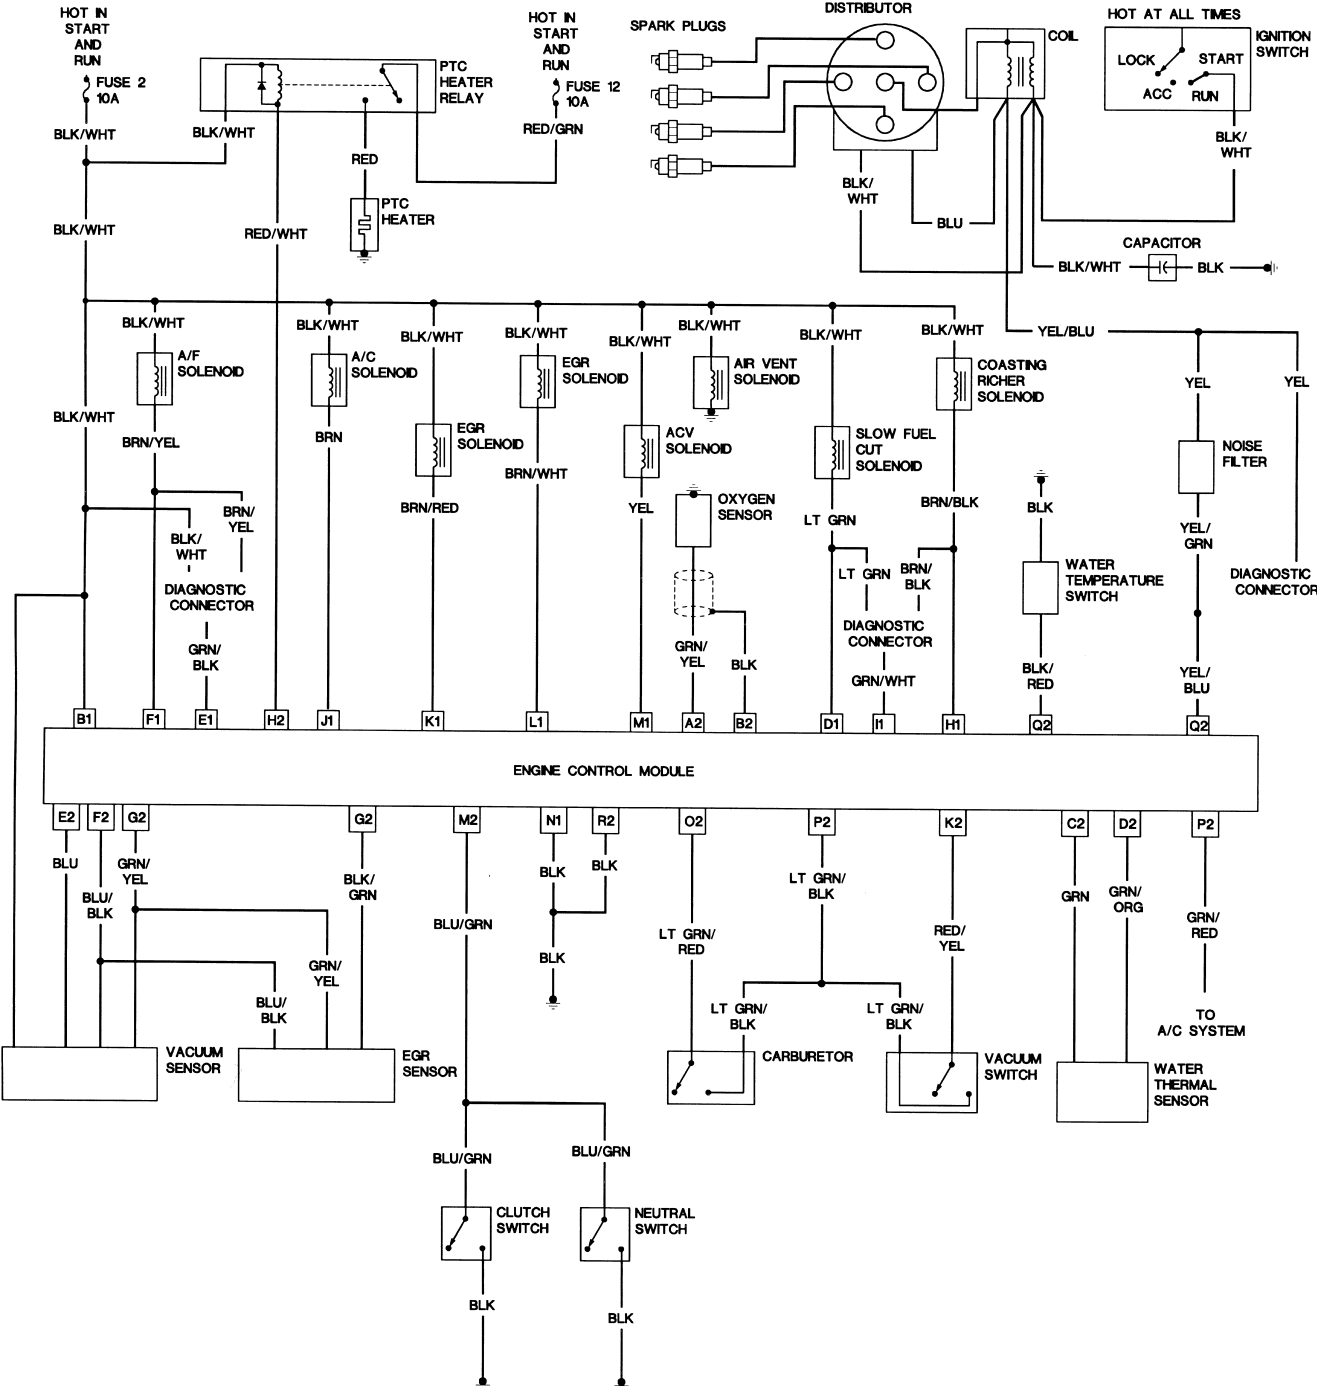 HOT IN
START
AND
RUN
FUSE 2
10A
BLK/WHT
BLK/WHT
PTC
HEATER
RELAY
HOT IN
START
AND
RUN
FUSE 12
10A
RED/GRN
RED
PTC
HEATER
BLK/WHT
RED/WHT
SPARK PLUGS
DISTRIBUTOR
COIL
HOT AT ALL TIMES
IGNITION
SWITCH
LOCK
START
ACC
RUN
BLK/
WHT
BLK/
WHT
BLU
CAPACITOR
BLK/WHT
BLK
YEL/BLU
BLK/WHT
A/F
SOLENOID
BLK/WHT
A/C
SOLENOID
BLK/WHT
EGR
SOLENOID
BLK/WHT
EGR
SOLENOID
BLK/WHT
ACV
SOLENOID
BLK/WHT
AIR VENT
SOLENOID
BLK/WHT
SLOW FUEL
CUT
SOLENOID
BLK/WHT
COASTING
RICHER
SOLENOID
YEL
YEL
BLK/WHT
BRN/YEL
BRN
BRN/RED
BRN/WHT
YEL
OXYGEN
SENSOR
LT GRN
BRN/BLK
BLK
NOISE
FILTER
BRN/
YEL
BLK/
WHT
DIAGNOSTIC
CONNECTOR
GRN/
BLK
LT GRN
BRN/
BLK
DIAGNOSTIC
CONNECTOR
GRN/WHT
WATER
TEMPERATURE
SWITCH
YEL/
GRN
DIAGNOSTIC
CONNECTOR
GRN/
YEL
BLK
BLK/
RED
YEL/
BLU
B1
F1
E1
H2
J1
K1
L1
M1
A2
B2
D1
I1
H1
Q2
Q2
ENGINE CONTROL MODULE
E2
F2
G2
G2
M2
N1
R2
O2
P2
K2
C2
D2
P2
BLU
BLU/
BLK
GRN/
YEL
BLK/
GRN
BLU/GRN
BLK
BLK
BLK
LT GRN/
RED
LT GRN/
BLK
RED/
YEL
GRN
GRN/
ORG
GRN/
RED
GRN/
YEL
BLU/
BLK
LT GRN/
BLK
LT GRN/
BLK
TO
A/C SYSTEM
VACUUM
SENSOR
EGR
SENSOR
CARBURETOR
VACUUM
SWITCH
WATER
THERMAL
SENSOR
BLU/GRN
BLU/GRN
CLUTCH
SWITCH
NEUTRAL
SWITCH
BLK
BLK